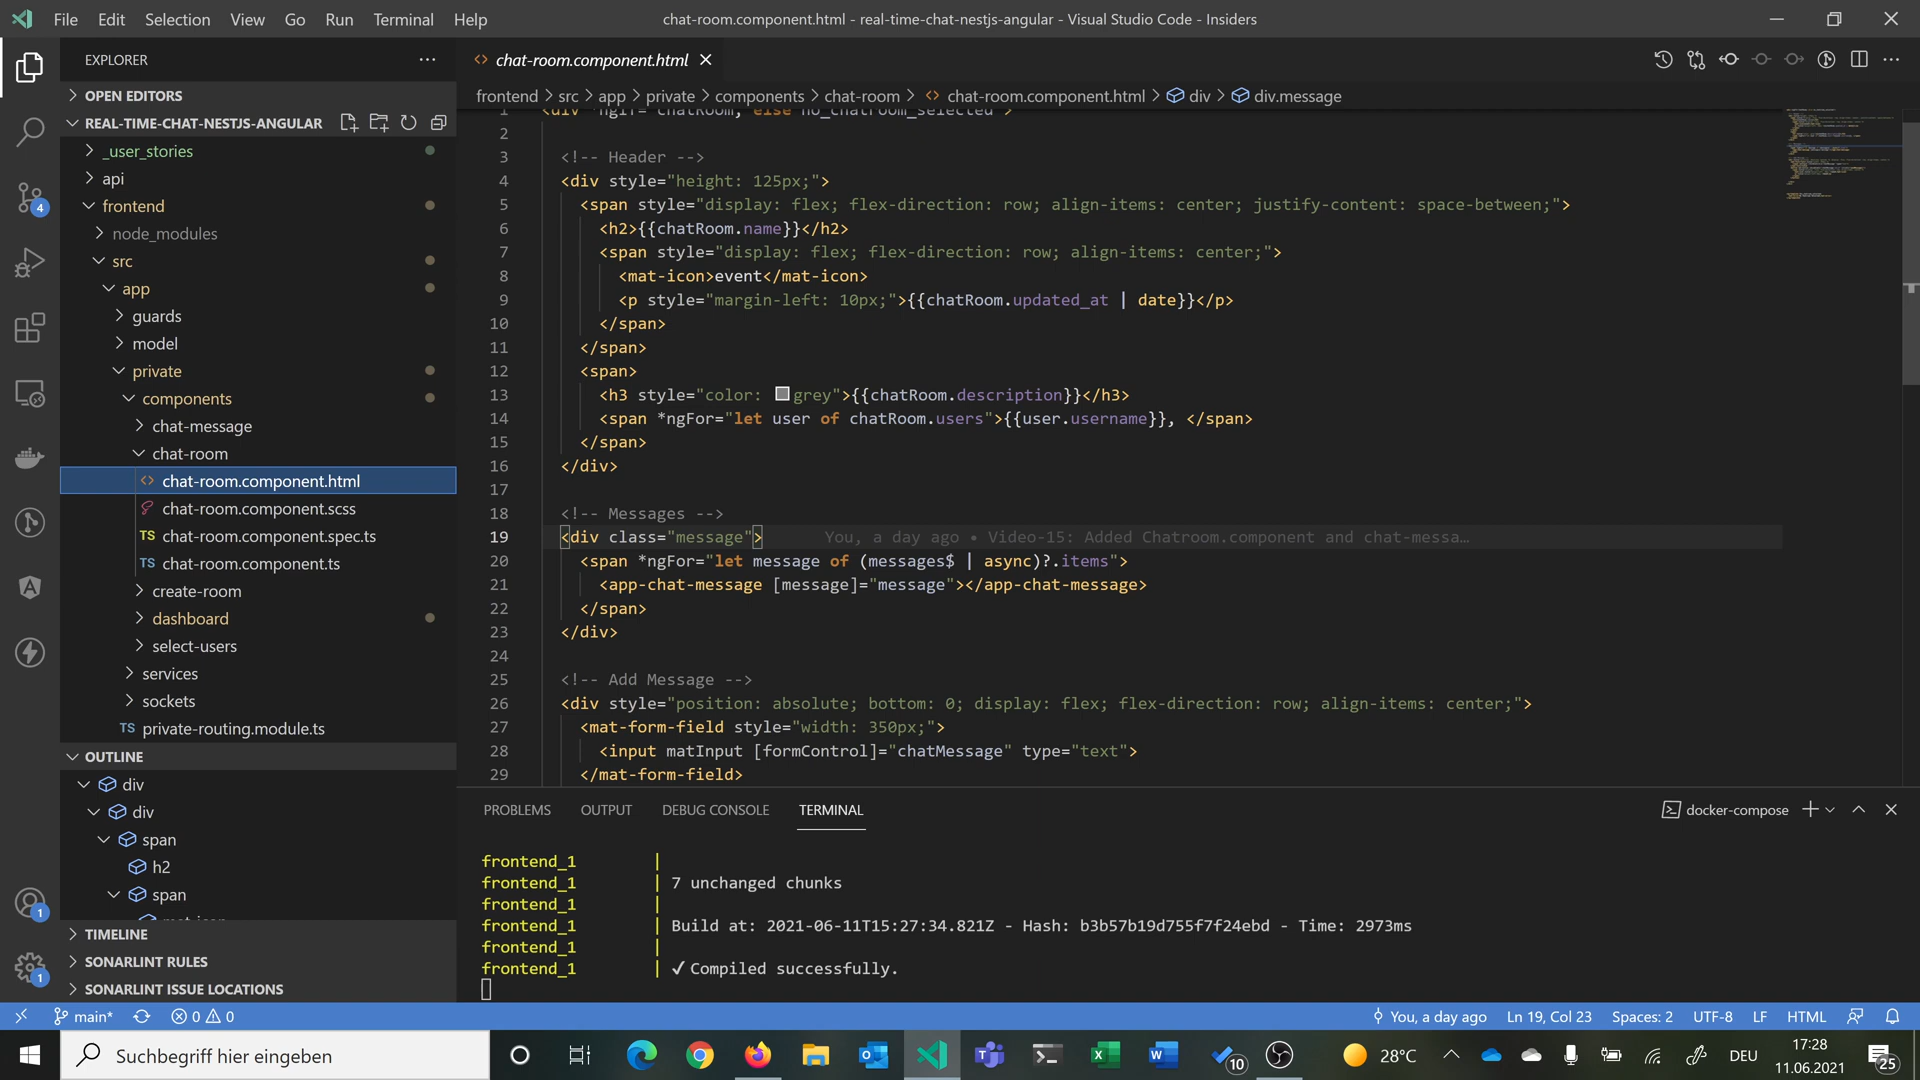 File Edit Selection View Go Run Terminal Help
chat-room.component.html - real-time-chat-nestjs-angular - Visual Studio Code - Insiders
EXPLORER
OPEN EDITORS
REAL-TIME-CHAT-NESTJS-ANGULAR
_user_stories
api
frontend
node_modules
src
app
guards
model
private
components
chat-message
chat-room
chat-room.component.html
chat-room.component.scss
TS chat-room.component.spec.ts
TS chat-room.component.ts
create-room
dashboard
select-users
services
sockets
TS private-routing.module.ts
OUTLINE
div
div
span
h2
span
TIMELINE
SONARLINT RULES
SONARLINT ISSUE LOCATIONS
4
1
1
chat-room.component.html
frontend > src > app > private > components > chat-room > chat-room.component.html > div > div.message
1 <div *ngIf="chatRoom, else no_chatroom_selected">
2
3 <!-- Header -->
4 <div style="height: 125px;">
5 <span style="display: flex; flex-direction: row; align-items: center; justify-content: space-between;">
6 <h2>{{chatRoom.name}}</h2>
7 <span style="display: flex; flex-direction: row; align-items: center;">
8 <mat-icon>event</mat-icon>
9 <p style="margin-left: 10px;">{{chatRoom.updated_at | date}}</p>
10 </span>
11 </span>
12 <span>
13 <h3 style="color: grey">{{chatRoom.description}}</h3>
14 <span *ngFor="let user of chatRoom.users">{{user.username}}, </span>
15 </span>
16 </div>
17
18 <!-- Messages -->
19 <div class="message"> You, a day ago • Video-15: Added Chatroom.component and chat-messa…
20 <span *ngFor="let message of (messages$ | async)?.items">
21 <app-chat-message [message]="message"></app-chat-message>
22 </span>
23 </div>
24
25 <!-- Add Message -->
26 <div style="position: absolute; bottom: 0; display: flex; flex-direction: row; align-items: center;">
27 <mat-form-field style="width: 350px;">
28 <input matInput [formControl]="chatMessage" type="text">
29 </mat-form-field>
PROBLEMS OUTPUT DEBUG CONSOLE TERMINAL
docker-compose
frontend_1 |
frontend_1 | 7 unchanged chunks
frontend_1 |
frontend_1 | Build at: 2021-06-11T15:27:34.821Z - Hash: b3b57b19d755f7f24ebd - Time: 2973ms
frontend_1 |
frontend_1 | ✓ Compiled successfully.
main* 0 0
You, a day ago Ln 19, Col 23 Spaces: 2 UTF-8 LF HTML
Suchbegriff hier eingeben
10
28°C
DEU
17:28
11.06.2021
25